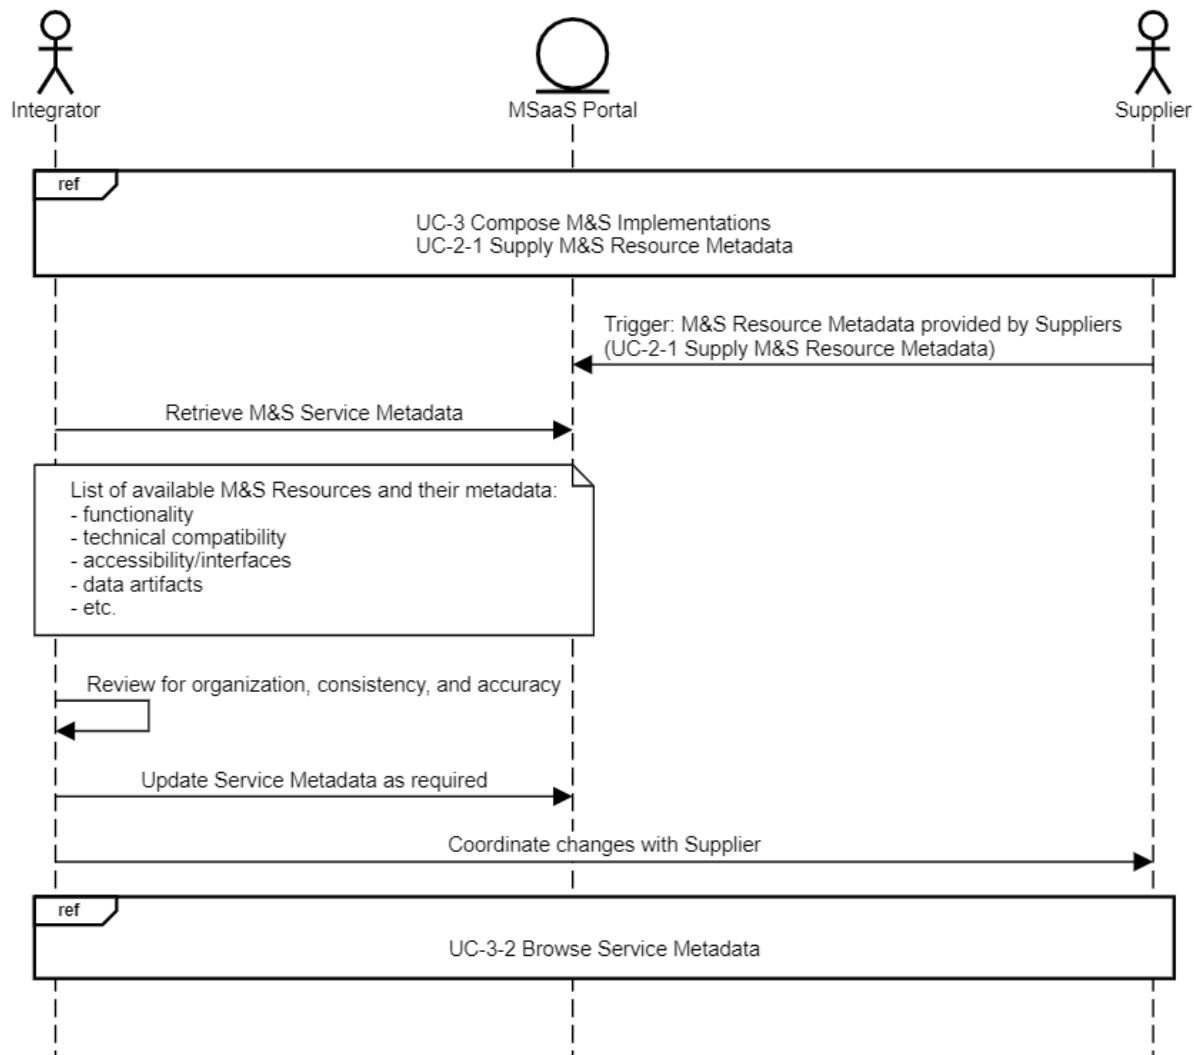 Integrator
MSaaS Portal
Supplier
ref
UC-3 Compose M&S Implementations
UC-2-1 Supply M&S Resource Metadata
Trigger: M&S Resource Metadata provided by Suppliers
(UC-2-1 Supply M&S Resource Metadata)
Retrieve M&S Service Metadata
List of available M&S Resources and their metadata:
- functionality
- technical compatibility
- accessibility/interfaces
- data artifacts
- etc.
Review for organization, consistency, and accuracy
Update Service Metadata as required
Coordinate changes with Supplier
ref
UC-3-2 Browse Service Metadata